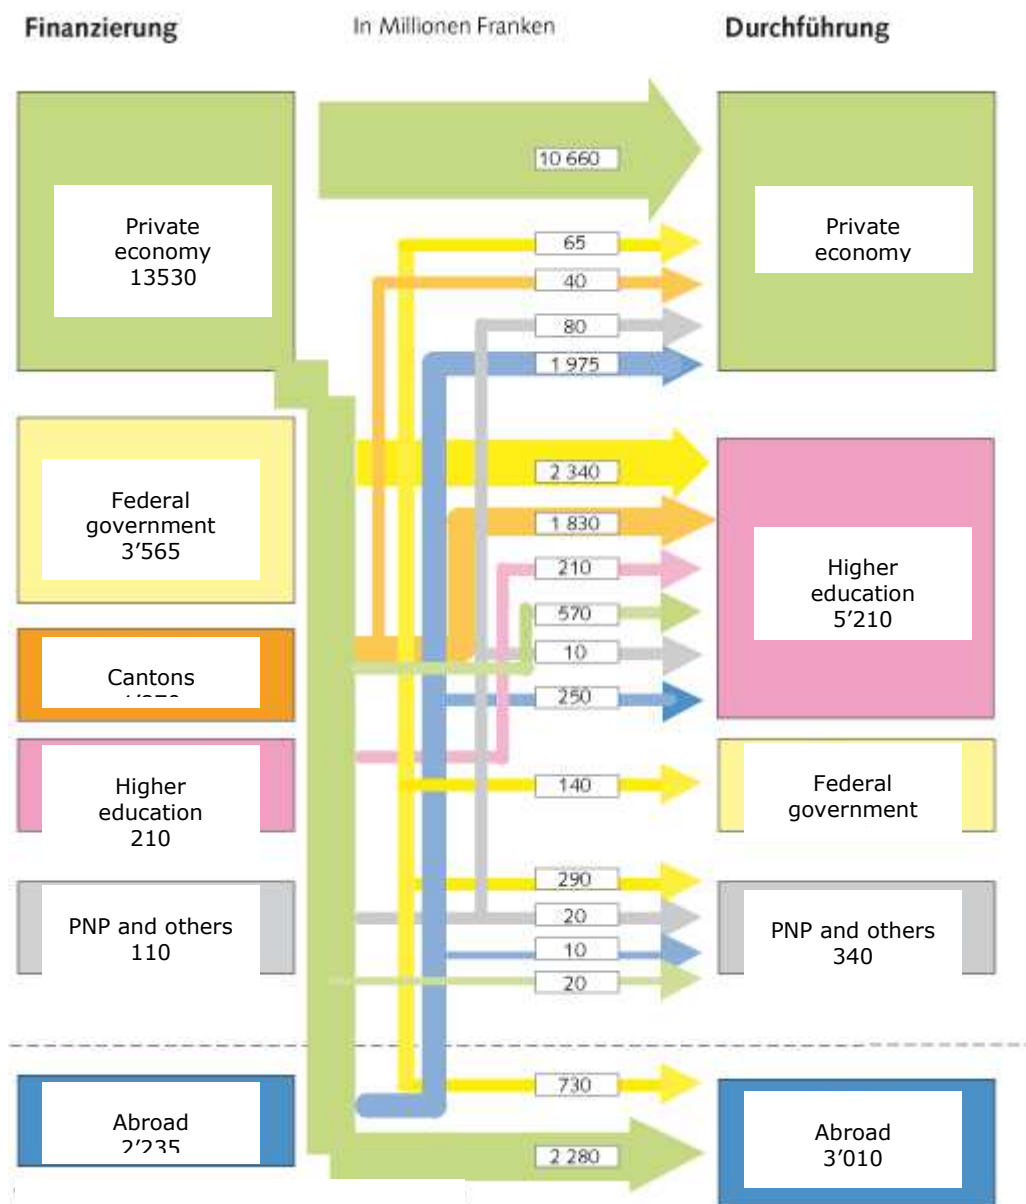 Finanzierung
In Millionen Franken
Durchführung
Private
economy
13530
Federal
government
3’565
Cantons
Higher
education
210
PNP and others
110
Abroad
2’235
10 660
65
40
80
1 975
2 340
1 830
210
570
10
250
140
290
20
10
20
730
2 280
Private
economy
Higher
education
5’210
Federal
government
PNP and others
340
Abroad
3’010